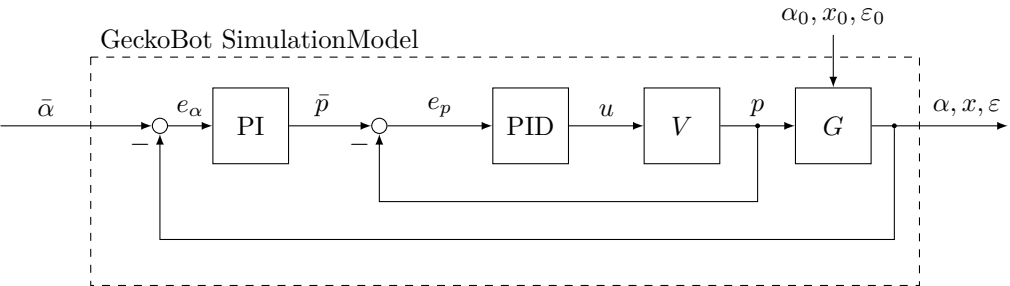 α₀, x₀, ε₀
GeckoBot SimulationModel
ᾱ
e_α
PI
p̄
e_p
PID
u
V
p
G
α, x, ε
−
−